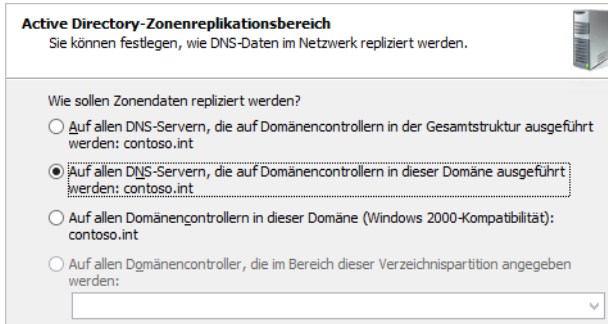 Active Directory-Zonenreplikationsbereich
Sie können festlegen, wie DNS-Daten im Netzwerk repliziert werden.
Wie sollen Zonendaten repliziert werden?
Auf allen DNS-Servern, die auf Domänencontrollern in der Gesamtstruktur ausgeführt
werden: contoso.int
Auf allen DNS-Servern, die auf Domänencontrollern in dieser Domäne ausgeführt
werden: contoso.int
Auf allen Domänencontrollern in dieser Domäne (Windows 2000-Kompatibilität):
contoso.int
Auf allen Domänencontroller, die im Bereich dieser Verzeichnispartition angegeben
werden: